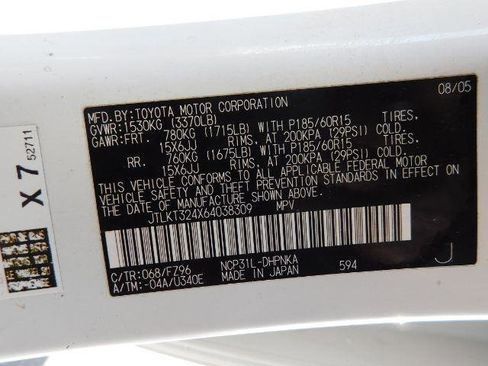 08/05
MFD.BY:TOYOTA MOTOR CORPORATION
GVWR:1530KG (3370LB)
GAWR:FRT. 780KG (1715LB) WITH P185/60R15 TIRES,
15X6JJ RIMS, AT 200KPA (29PSI) COLD.
RR. 760KG (1675LB) WITH P185/60R15 TIRES,
15X6JJ RIMS, AT 200KPA (29PSI) COLD.
THIS VEHICLE CONFORMS TO ALL APPLICABLE FEDERAL MOTOR
VEHICLE SAFETY AND THEFT PREVENTION STANDARDS IN EFFECT ON
THE DATE OF MANUFACTURE SHOWN ABOVE.
JTLKT324X64038309 MPV
C/TR:068/FZ96 NCP31L-DHPNKA 594 J
A/TM:-04A/U340E MADE IN JAPAN
X 7 52711